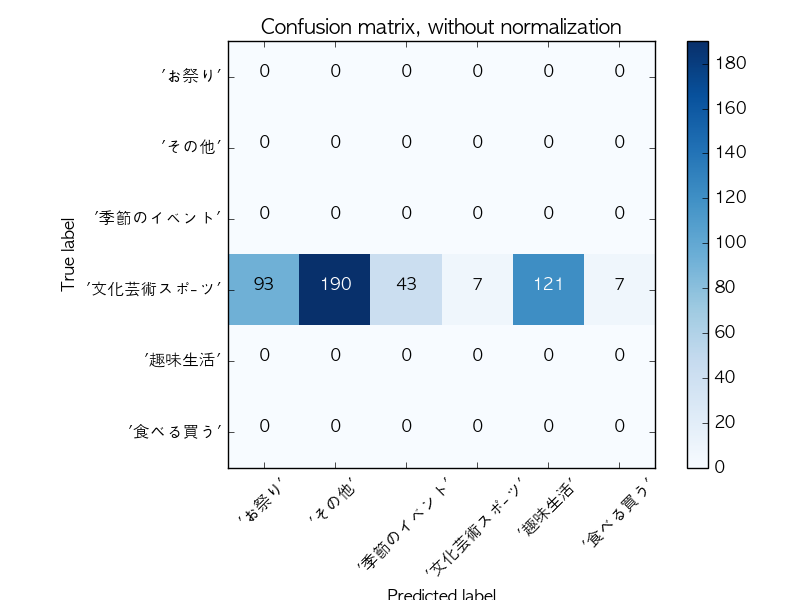 Confusion matrix, without normalization
'お祭り' 0 0 0 0 0 0
'その他' 0 0 0 0 0 0
'季節のイベント' 0 0 0 0 0 0
'文化芸術スポーツ' 93 190 43 7 121 7
'趣味生活' 0 0 0 0 0 0
'食べる買う' 0 0 0 0 0 0
True label
'お祭り' 'その他' '季節のイベント' '文化芸術スポーツ' '趣味生活' '食べる買う'
Predicted label
180
160
140
120
100
80
60
40
20
0